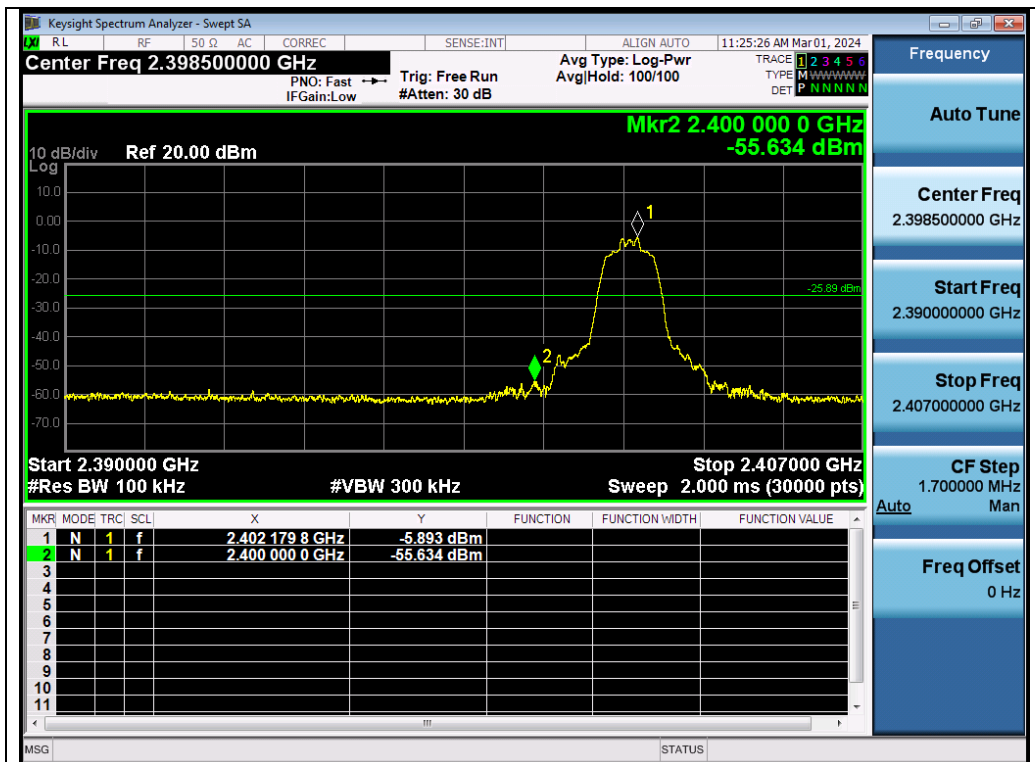 Keysight Spectrum Analyzer - Swept SA
LXI RL RF 50 Ω AC CORREC SENSE:INT ALIGN AUTO 11:25:26 AM Mar 01, 2024
Center Freq 2.398500000 GHz
PNO: Fast
IFGain:Low
Trig: Free Run
#Atten: 30 dB
Avg Type: Log-Pwr
Avg|Hold: 100/100
TRACE 1 2 3 4 5 6
TYPE M WWWWW
DET P N N N N N
Mkr2 2.400 000 0 GHz
-55.634 dBm
10 dB/div Ref 20.00 dBm
Log
10.0
0.00
-10.0
-20.0
-30.0
-40.0
-50.0
-60.0
-70.0
1
2
-25.89 dBm
Start 2.390000 GHz Stop 2.407000 GHz
#Res BW 100 kHz #VBW 300 kHz Sweep 2.000 ms (30000 pts)
MKR MODE TRC SCL X Y FUNCTION FUNCTION WIDTH FUNCTION VALUE
1 N 1 f 2.402 179 8 GHz -5.893 dBm
2 N 1 f 2.400 000 0 GHz -55.634 dBm
3
4
5
6
7
8
9
10
11
MSG STATUS
Frequency
Auto Tune
Center Freq
2.398500000 GHz
Start Freq
2.390000000 GHz
Stop Freq
2.407000000 GHz
CF Step
1.700000 MHz
Auto Man
Freq Offset
0 Hz